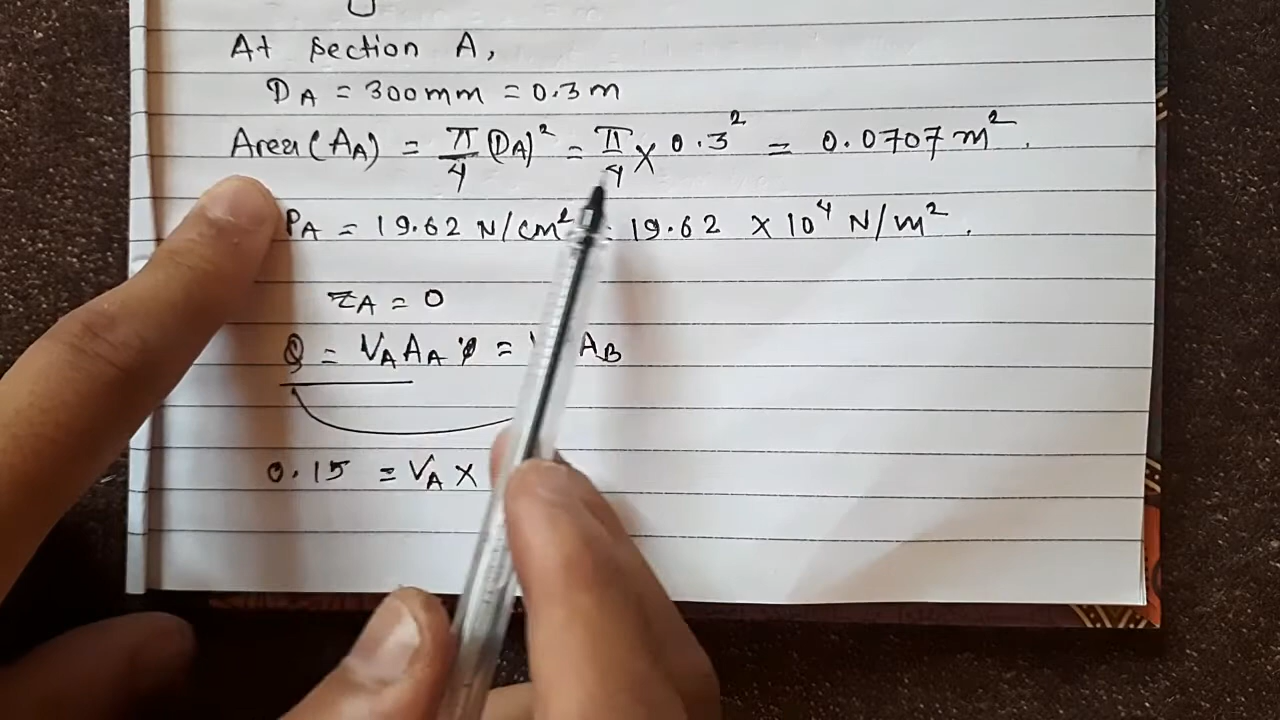 At section A,
DA = 300mm = 0.3m
Area (AA) = π/4 (DA)² = π/4 × 0.3² = 0.0707 m².
PA = 19.62 N/cm² = 19.62 × 10⁴ N/m².
ZA = 0
Q = VA AA = AB
0.15 = VA ×